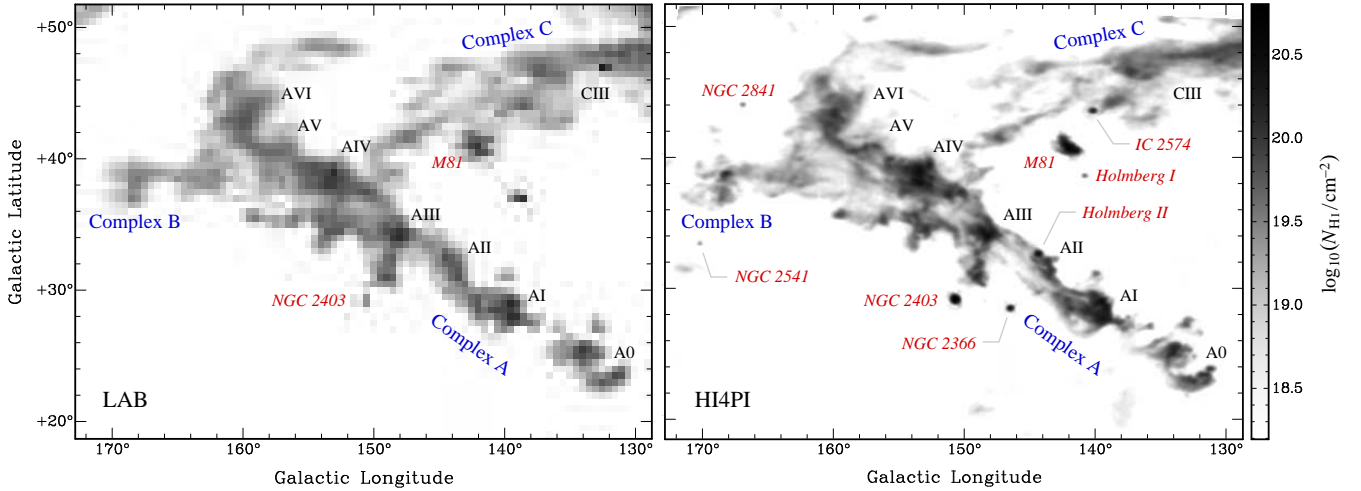 +50°
+40°
+30°
+20°
Galactic Latitude
Complex C
AVI
CIII
AV
AIV
M81
Complex B
AIII
AII
NGC 2403
AI
Complex A
A0
LAB
170°
160°
150°
140°
130°
Galactic Longitude
Complex C
NGC 2841
AVI
CIII
AV
AIV
IC 2574
M81
Holmberg I
Complex B
AIII
Holmberg II
AII
NGC 2541
NGC 2403
AI
NGC 2366
Complex A
A0
HI4PI
170°
160°
150°
140°
130°
Galactic Longitude
20.5
20.0
19.5
19.0
18.5
log₁₀(N_HI/cm⁻²)